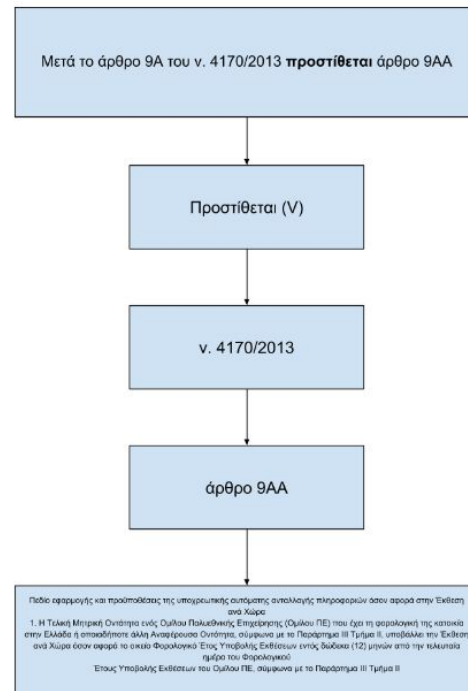 Μετά το άρθρο 9Α του ν. 4170/2013 προστίθεται άρθρο 9ΑΑ
Προστίθεται (V)
ν. 4170/2013
άρθρο 9ΑΑ
Πεδίο εφαρμογής και προϋποθέσεις της υποχρεωτικής αυτόματης ανταλλαγής πληροφοριών όσον αφορά στην Έκθεση
ανά Χώρα
1. Η Τελική Μητρική Οντότητα ενός Ομίλου Πολυεθνικής Επιχείρησης (Ομίλου ΠΕ) που έχει τη φορολογική της κατοικία
στην Ελλάδα ή οποιαδήποτε άλλη Αναφέρουσα Οντότητα, σύμφωνα με το Παράρτημα ΙΙΙ Τμήμα ΙΙ, υποβάλλει την Έκθεση
ανά Χώρα όσον αφορά το οικείο Φορολογικό Έτος Υποβολής Εκθέσεων εντός δώδεκα (12) μηνών από την τελευταία
ημέρα του Φορολογικού
Έτους Υποβολής Εκθέσεων του Ομίλου ΠΕ, σύμφωνα με το Παράρτημα ΙΙΙ Τμήμα ΙΙ